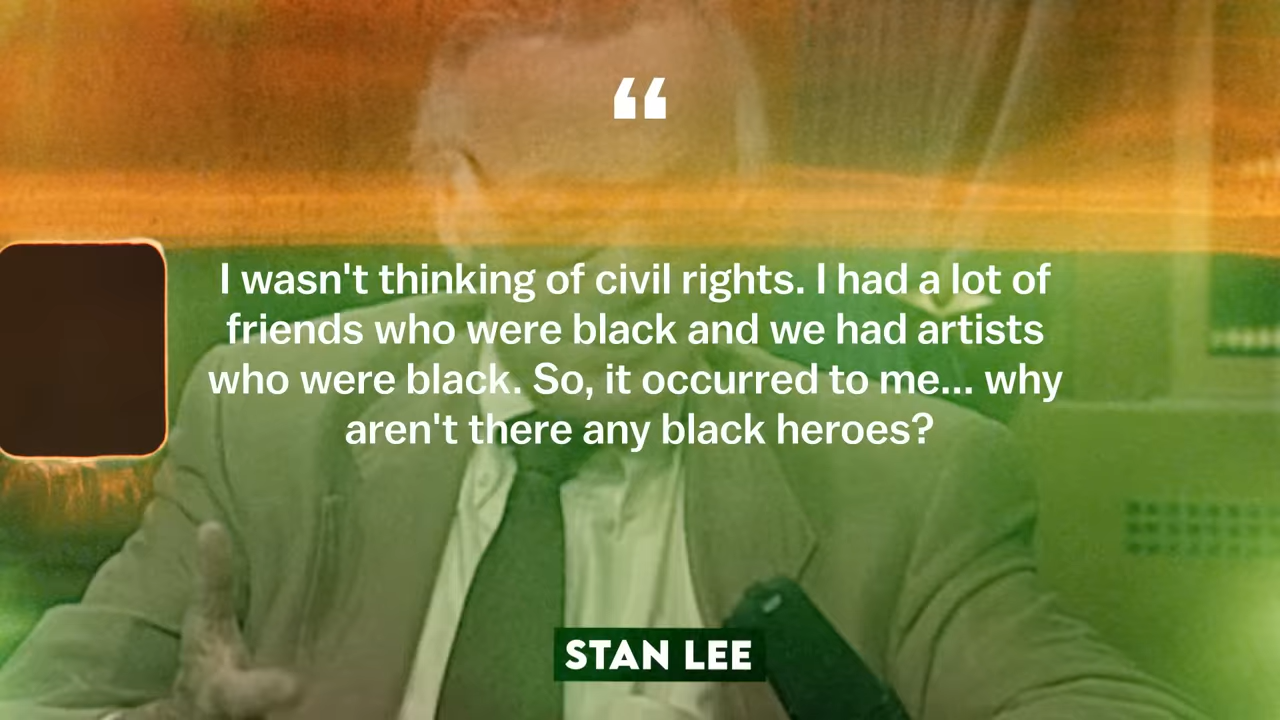 “
I wasn't thinking of civil rights. I had a lot of
friends who were black and we had artists
who were black. So, it occurred to me... why
aren't there any black heroes?
STAN LEE